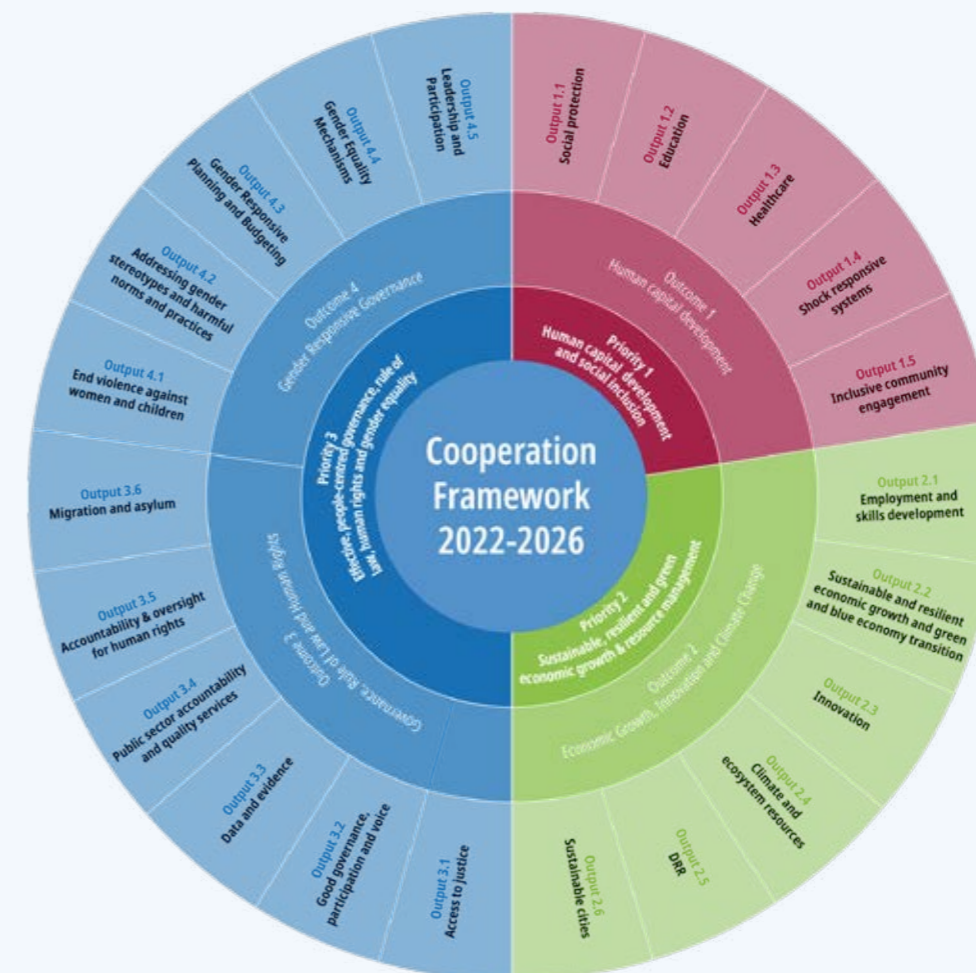 Cooperation
Framework
2022-2026
Priority 1
Human capital development
and social inclusion
Outcome 1
Human capital development
Output 1.1
Social protection
Output 1.2
Education
Output 1.3
Healthcare
Output 1.4
Shock responsive
systems
Output 1.5
Inclusive community
engagement
Priority 2
Sustainable, resilient and green
economic growth & resource management
Outcome 2
Economic Growth, Innovation and Climate Change
Output 2.1
Employment and
skills development
Output 2.2
Sustainable and resilient
economic growth and green
and blue economy transition
Output 2.3
Innovation
Output 2.4
Climate and
ecosystem resources
Output 2.5
DRR
Output 2.6
Sustainable cities
Priority 3
Effective, people-centred governance, rule of
law, human rights and gender equality
Outcome 3
Governance, Rule of Law and Human Rights
Output 3.1
Access to justice
Output 3.2
Good governance,
participation and voice
Output 3.3
Data and evidence
Output 3.4
Public sector accountability
and quality services
Output 3.5
Accountability & oversight
for human rights
Output 3.6
Migration and asylum
Outcome 4
Gender Responsive Governance
Output 4.1
End violence against
women and children
Output 4.2
Addressing gender
stereotypes and harmful
norms and practices
Output 4.3
Gender Responsive
Planning and Budgeting
Output 4.4
Gender Equality
Mechanisms
Output 4.5
Leadership and
Participation